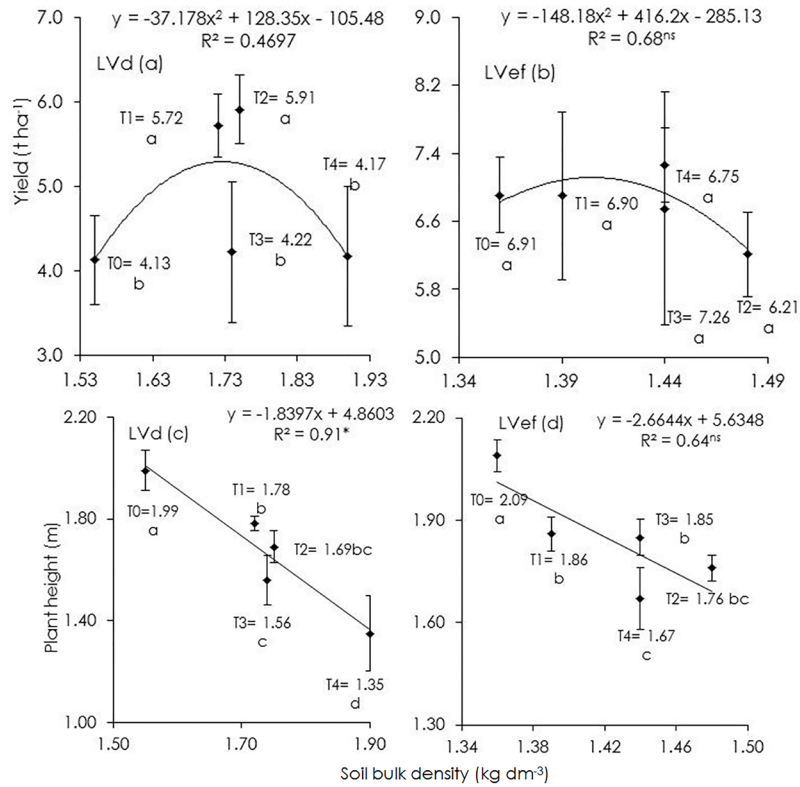 y = -37.178x² + 128.35x - 105.48
R² = 0.4697
LVd (a)
7.0
6.0
5.0
4.0
3.0
Yield (t ha⁻¹)
T1= 5.72
a
T2= 5.91
a
T4= 4.17
b
T3= 4.22
b
T0= 4.13
b
1.53
1.63
1.73
1.83
1.93
y = -148.18x² + 416.2x - 285.13
R² = 0.68ⁿˢ
LVef (b)
9.0
8.2
7.4
6.6
5.8
5.0
T4= 6.75
a
T1= 6.90
a
T0= 6.91
a
T3= 7.26
a
T2= 6.21
a
1.34
1.39
1.44
1.49
y = -1.8397x + 4.8603
R² = 0.91*
LVd (c)
2.20
1.80
1.40
1.00
Plant height (m)
T0=1.99
a
T1= 1.78
b
T2= 1.69bc
T3= 1.56
c
T4= 1.35
d
1.50
1.70
1.90
y = -2.6644x + 5.6348
R² = 0.64ⁿˢ
LVef (d)
2.20
1.90
1.60
1.30
T0= 2.09
a
T3= 1.85
b
T1= 1.86
b
T2= 1.76 bc
T4= 1.67
c
1.34
1.38
1.42
1.46
1.50
Soil bulk density (kg dm⁻³)